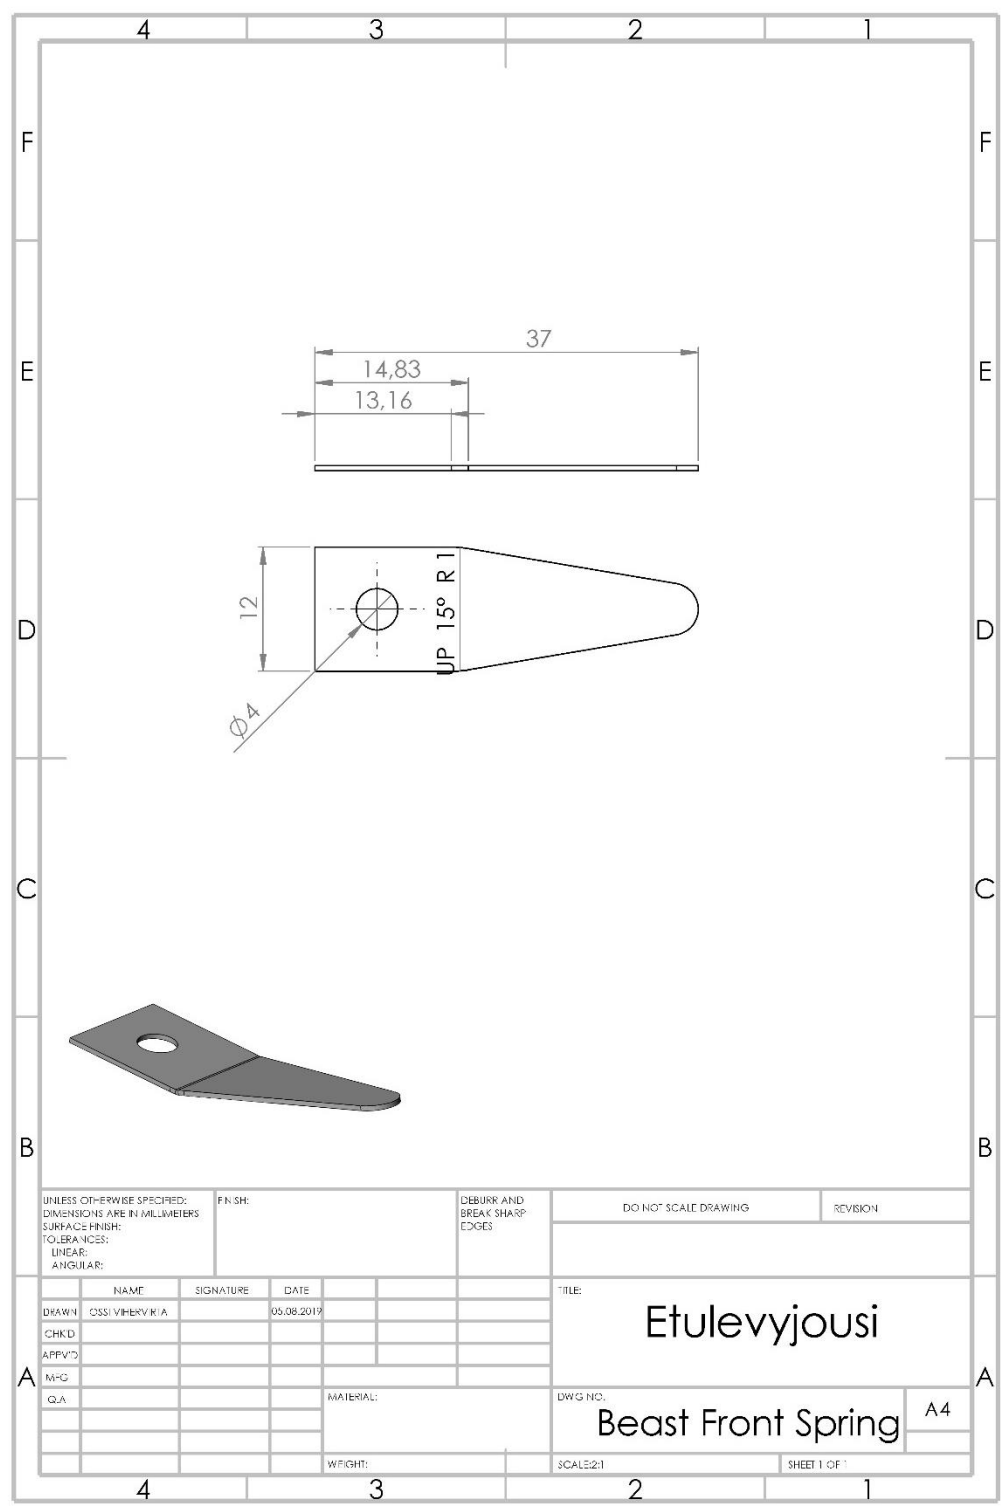 4 3 2 1
F F
37
E 14,83 E
13,16
UP 15° R 1
12
D D
Ø4
C C
B B
UNLESS OTHERWISE SPECIFIED:
DIMENSIONS ARE IN MILLIMETERS
SURFACE FINISH:
TOLERANCES:
LINEAR:
ANGULAR:
FINISH:
DEBURR AND
BREAK SHARP
EDGES
DO NOT SCALE DRAWING
REVISION
NAME SIGNATURE DATE
DRAWN OSSI VIHERVIRTA 05.08.2019
CHK'D
APPV'D
MFG
Q.A
TITLE:
Etulevyjousi
A A
MATERIAL:
DWG NO.
Beast Front Spring
A4
WEIGHT:
SCALE:2:1
SHEET 1 OF 1
4 3 2 1